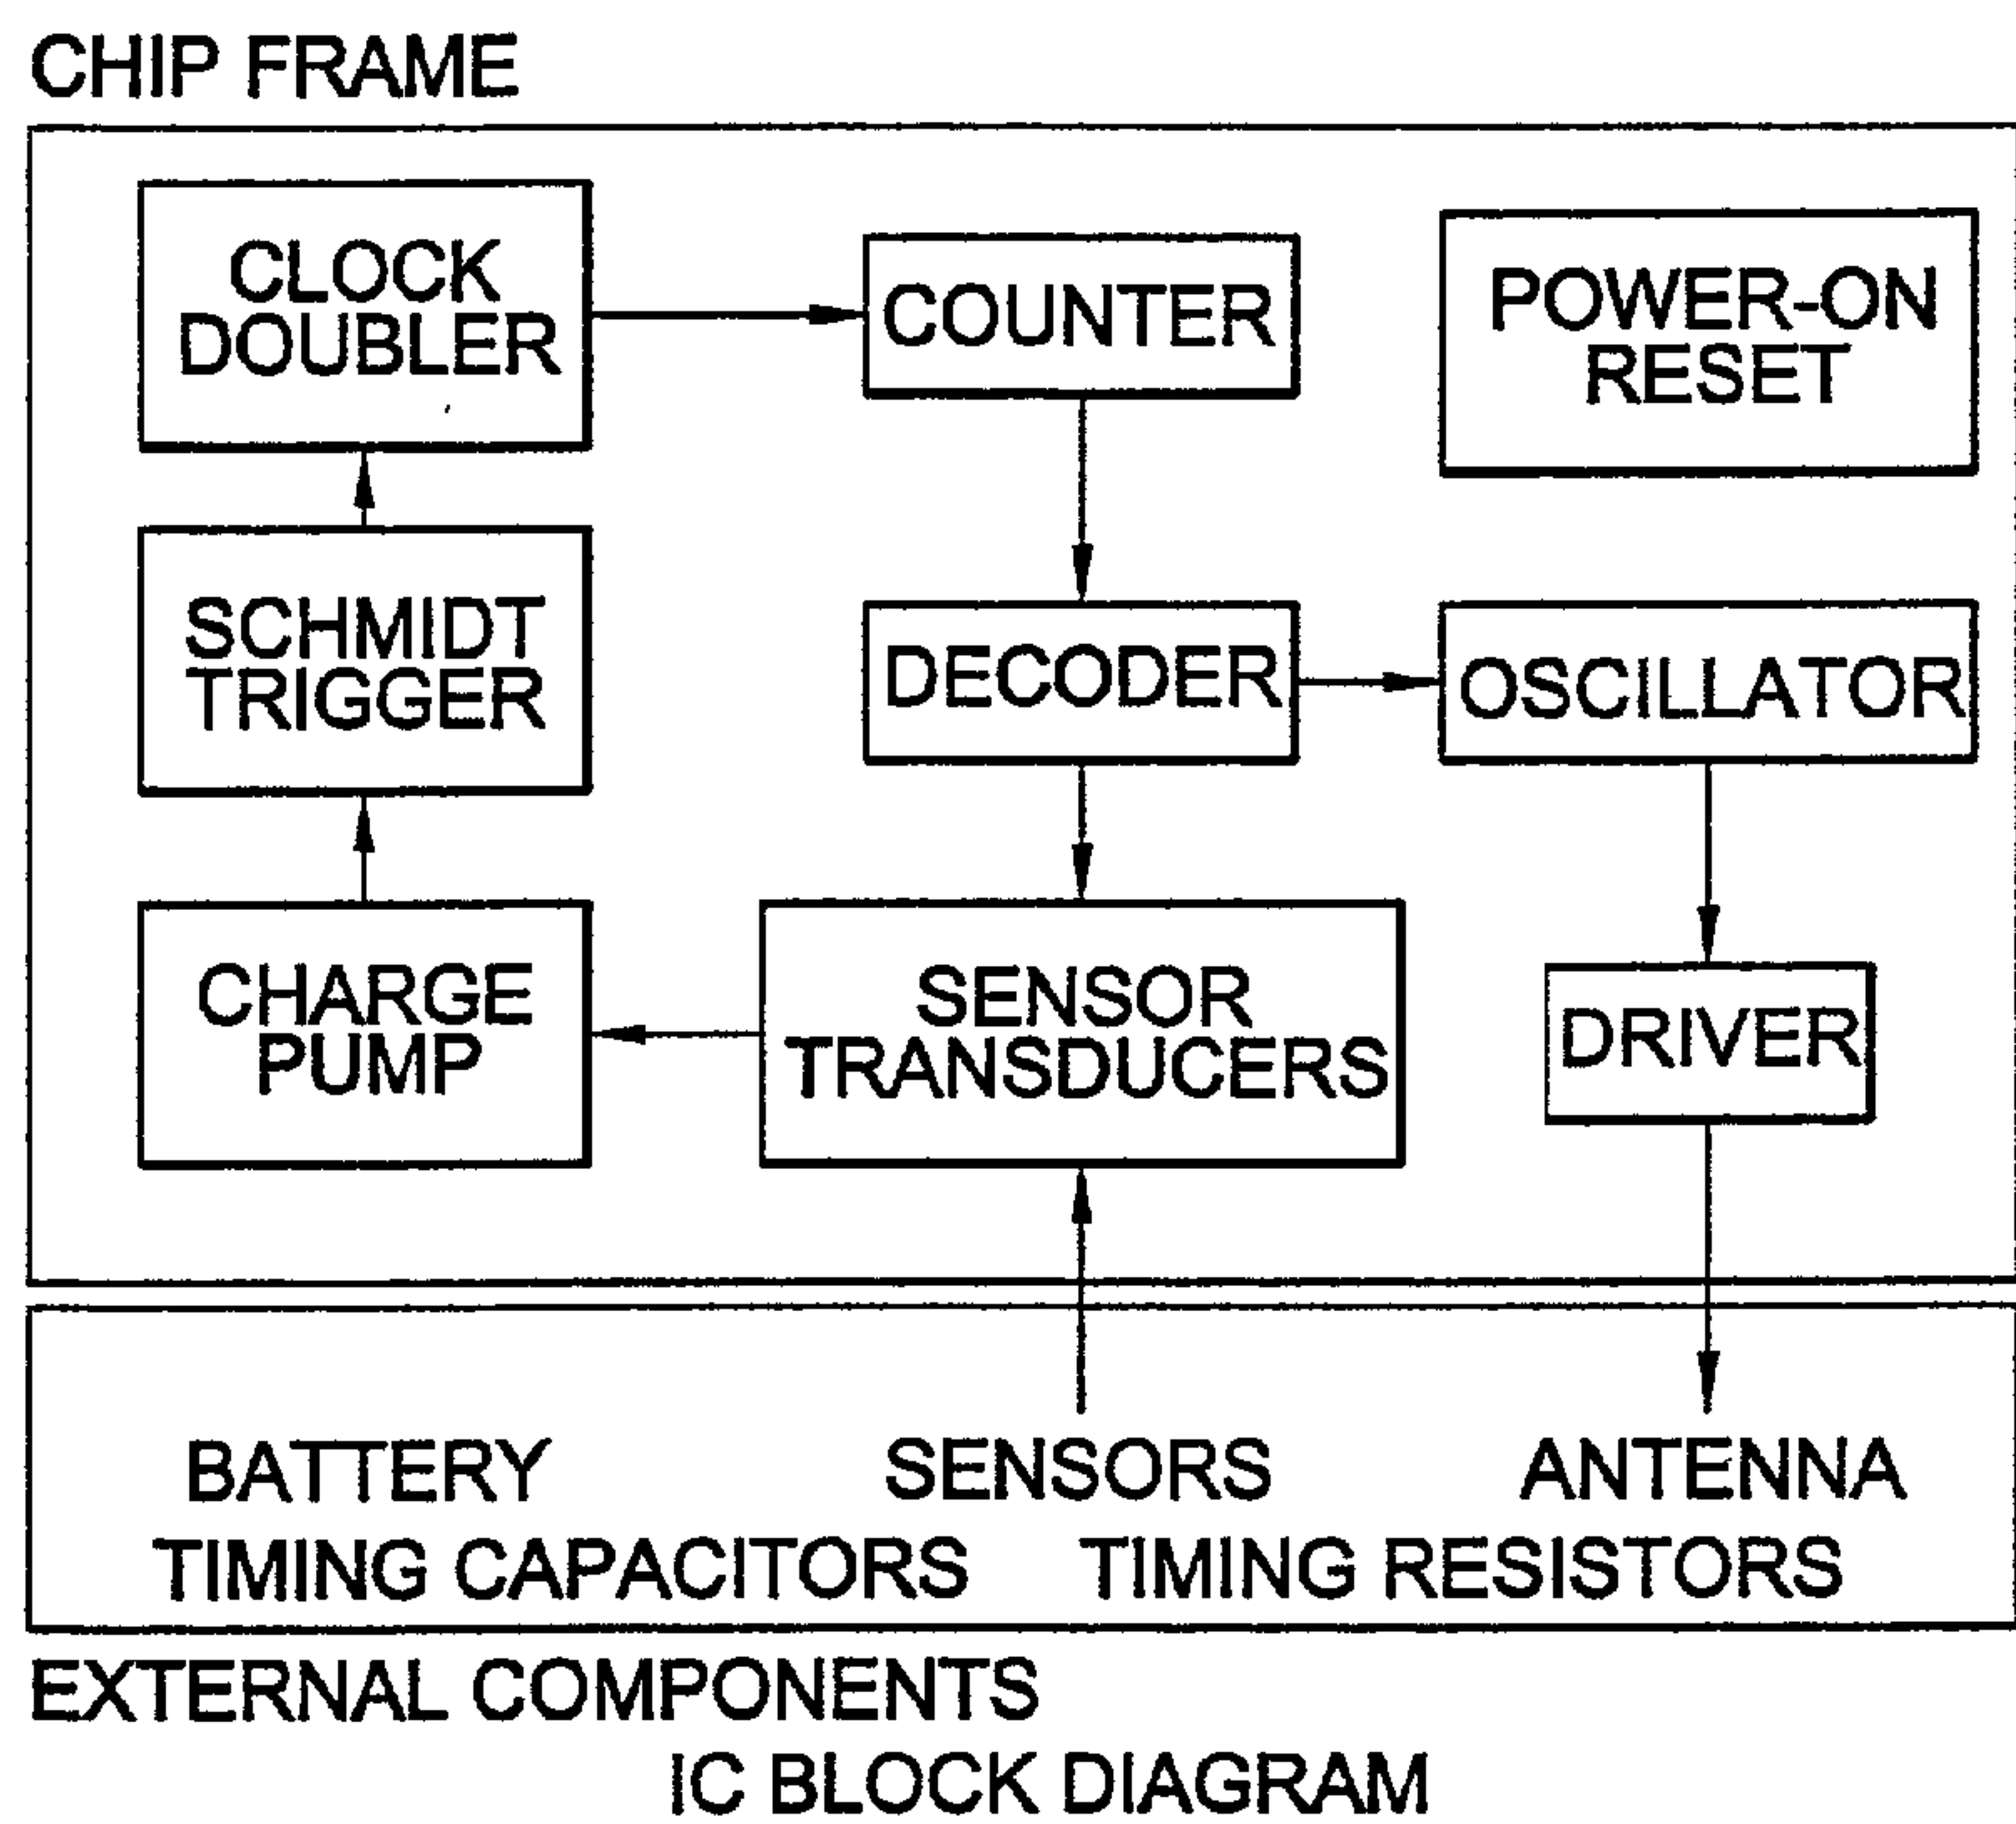 CHIP FRAME
CLOCK
DOUBLER
COUNTER
POWER-ON
RESET
SCHMIDT
TRIGGER
DECODER
OSCILLATOR
CHARGE
PUMP
SENSOR
TRANSDUCERS
DRIVER
BATTERY
SENSORS
ANTENNA
TIMING CAPACITORS
TIMING RESISTORS
EXTERNAL COMPONENTS
IC BLOCK DIAGRAM